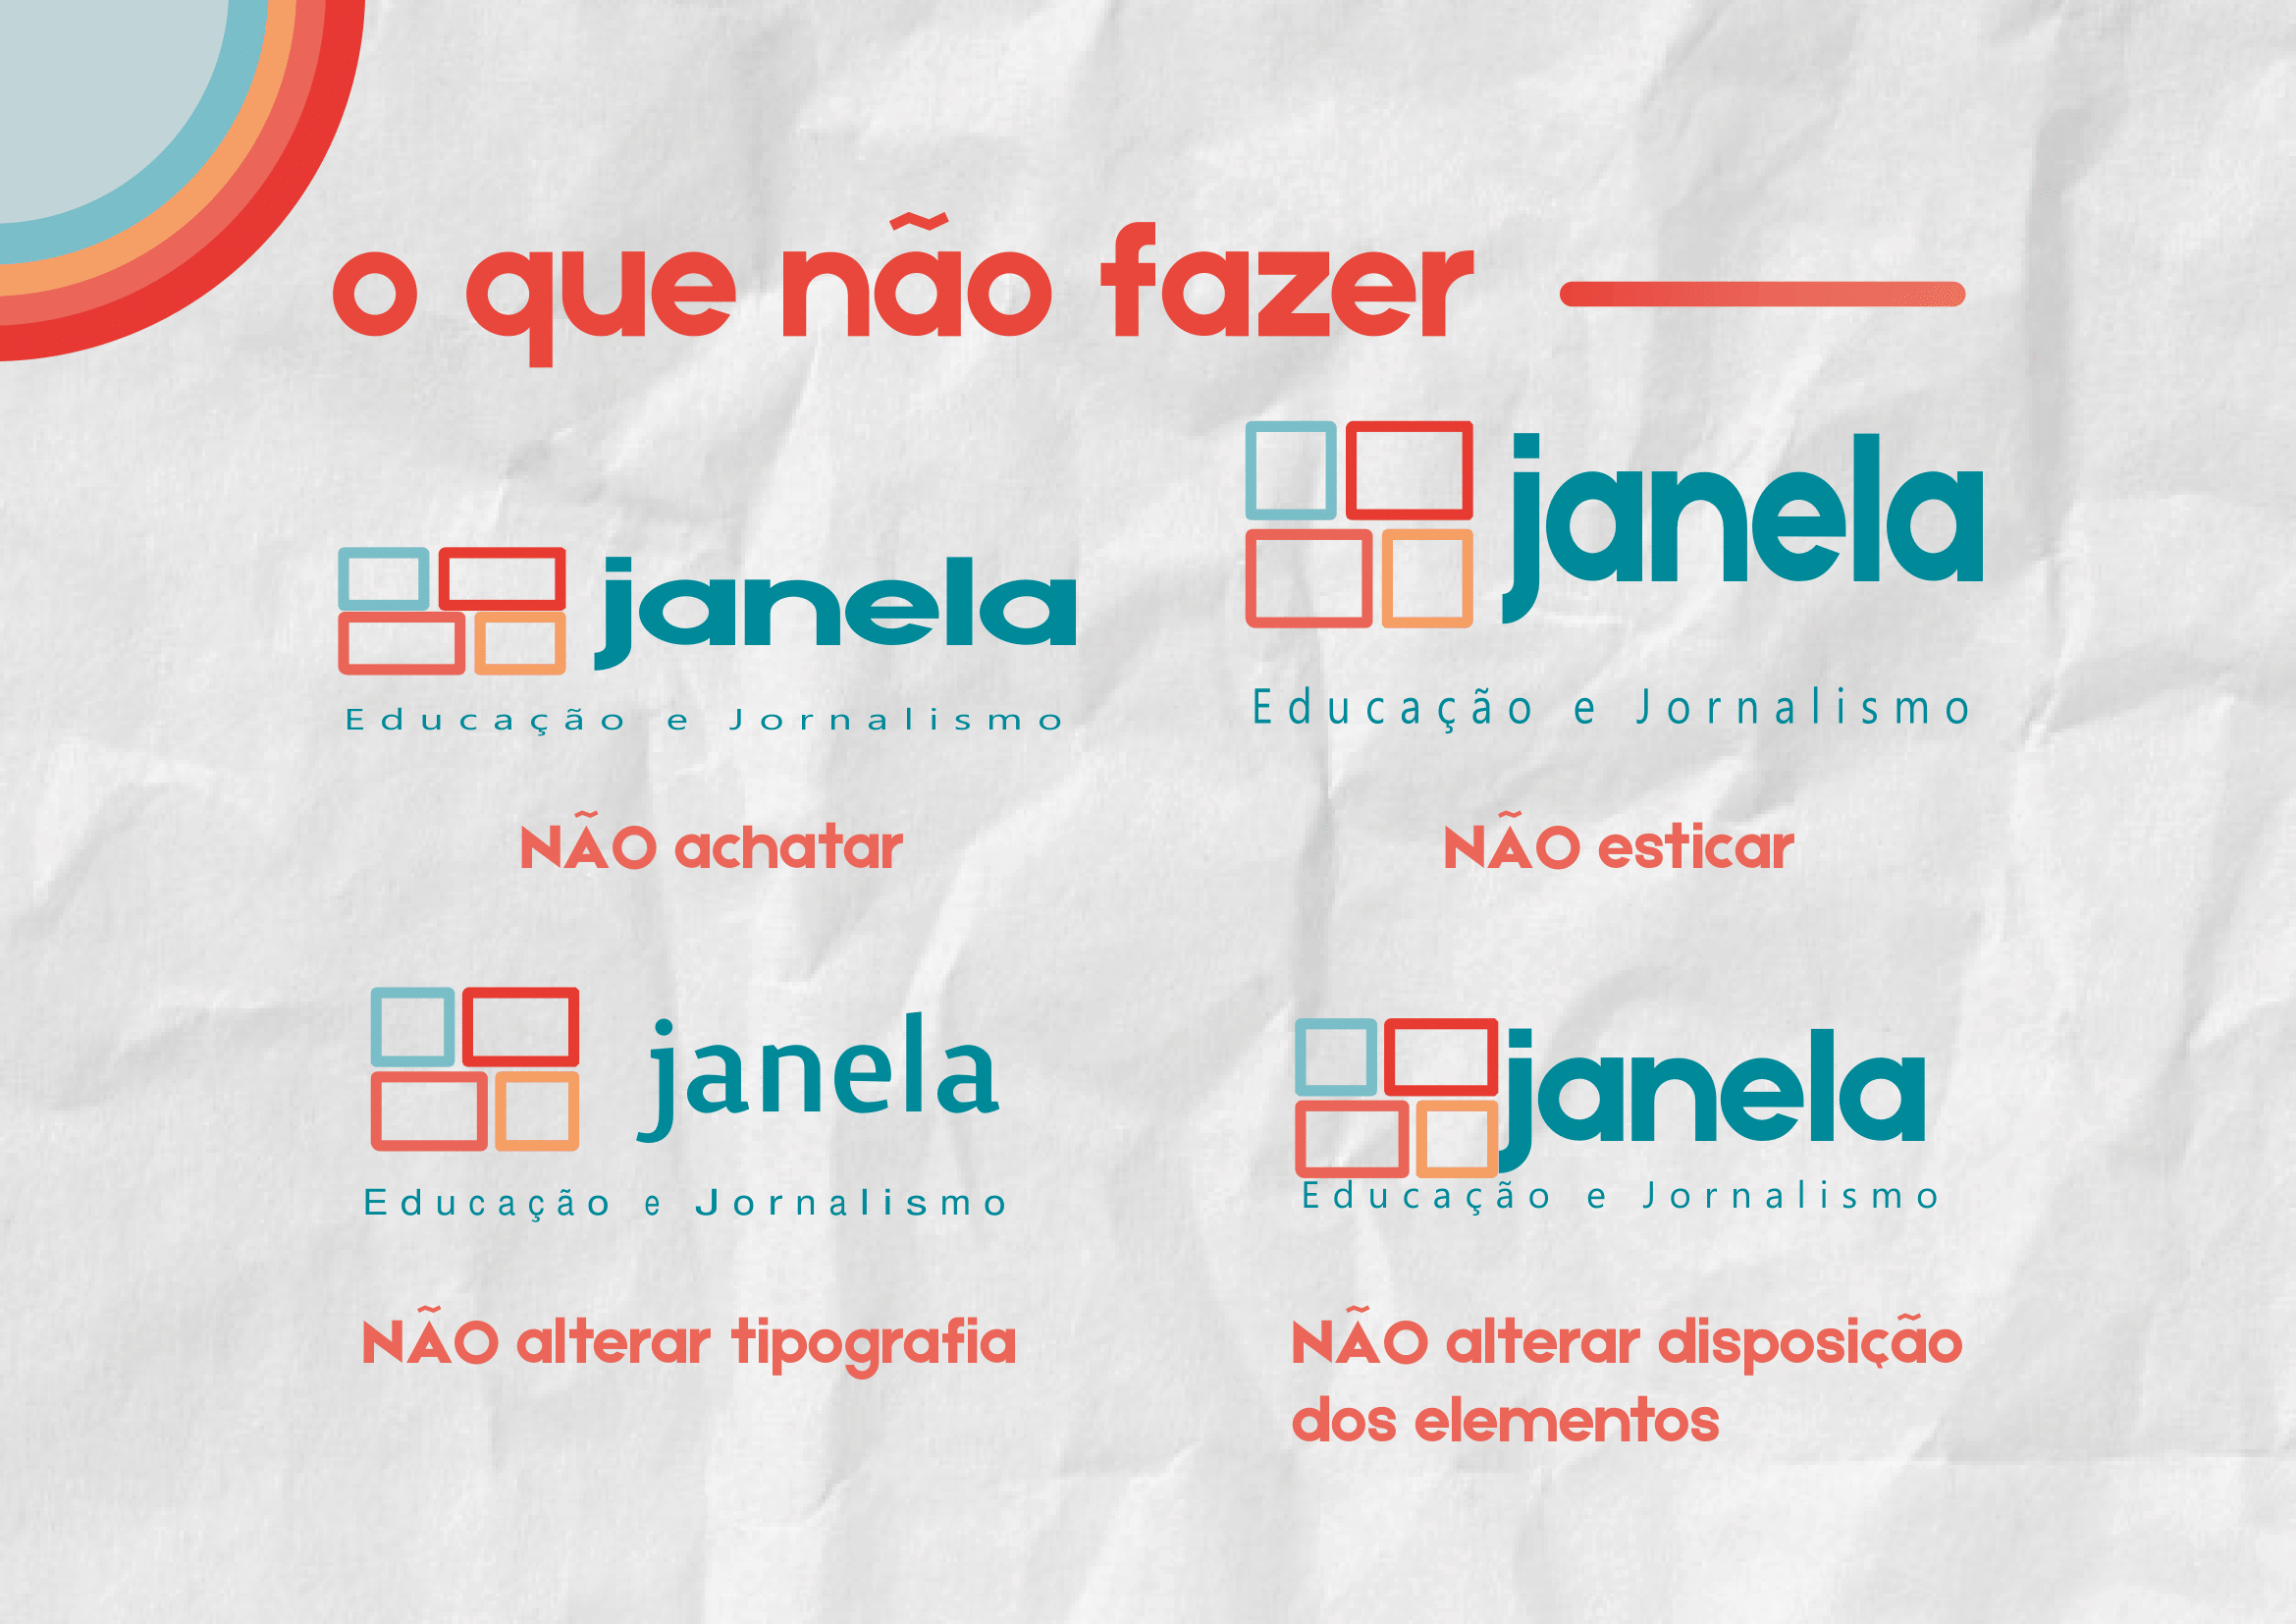 o que não fazer
janela
Educação e Jornalismo
NÃO achatar
janela
Educação e Jornalismo
NÃO esticar
janela
Educação e Jornalismo
NÃO alterar tipografia
janela
Educação e Jornalismo
NÃO alterar disposição
dos elementos